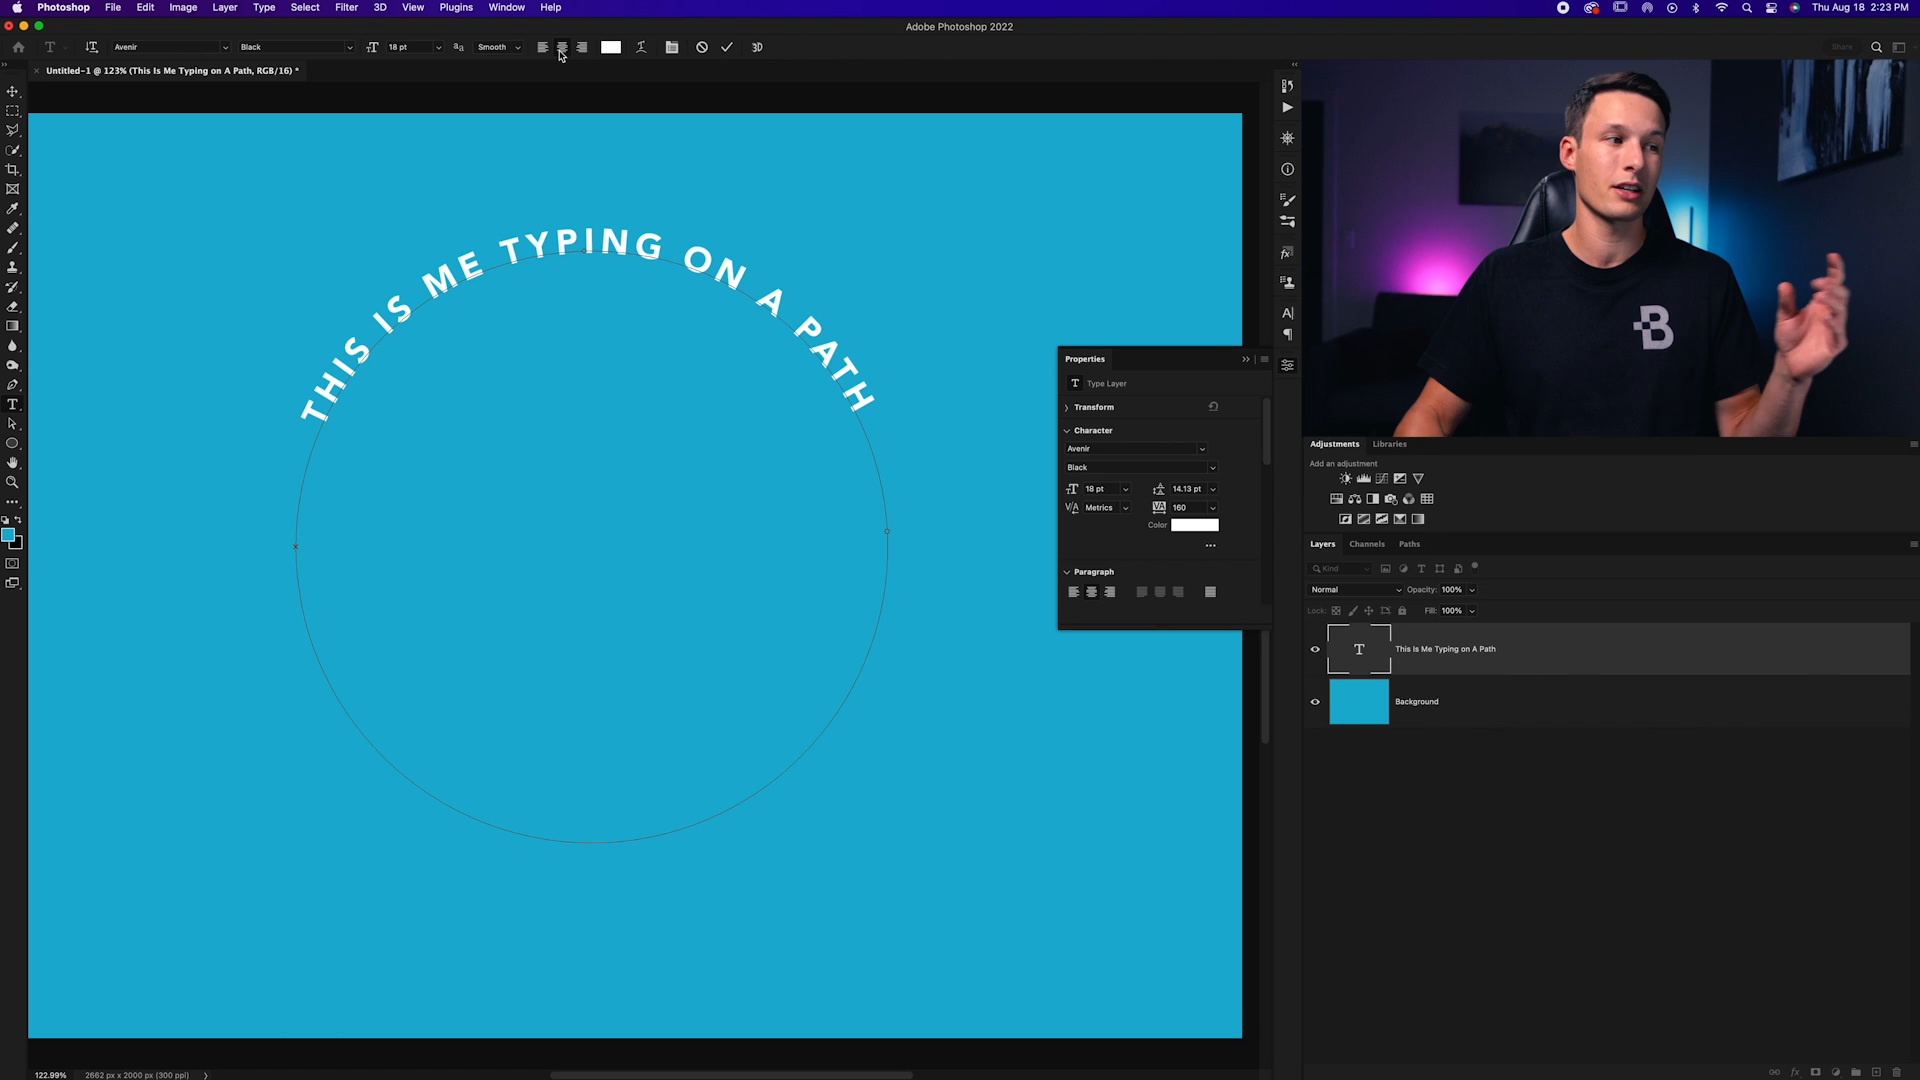 Photoshop File Edit Image Layer Type Select Filter 3D View Plugins Window Help Thu Aug 18 2:23 PM
Adobe Photoshop 2022
Avenir Black 18 pt Smooth 3D Share
Untitled-1 @ 123% (This Is Me Typing on A Path, RGB/16) *
THIS IS ME TYPING ON A PATH
B
Properties
T Type Layer
Transform
Character
Avenir
Black
18 pt 14.13 pt
Metrics 160
Color
Paragraph
Adjustments Libraries
Add an adjustment
Layers Channels Paths
Kind
Normal Opacity: 100%
Lock: Fill: 100%
T This Is Me Typing on A Path
Background
122.99% 2662 px x 2000 px (300 ppi)